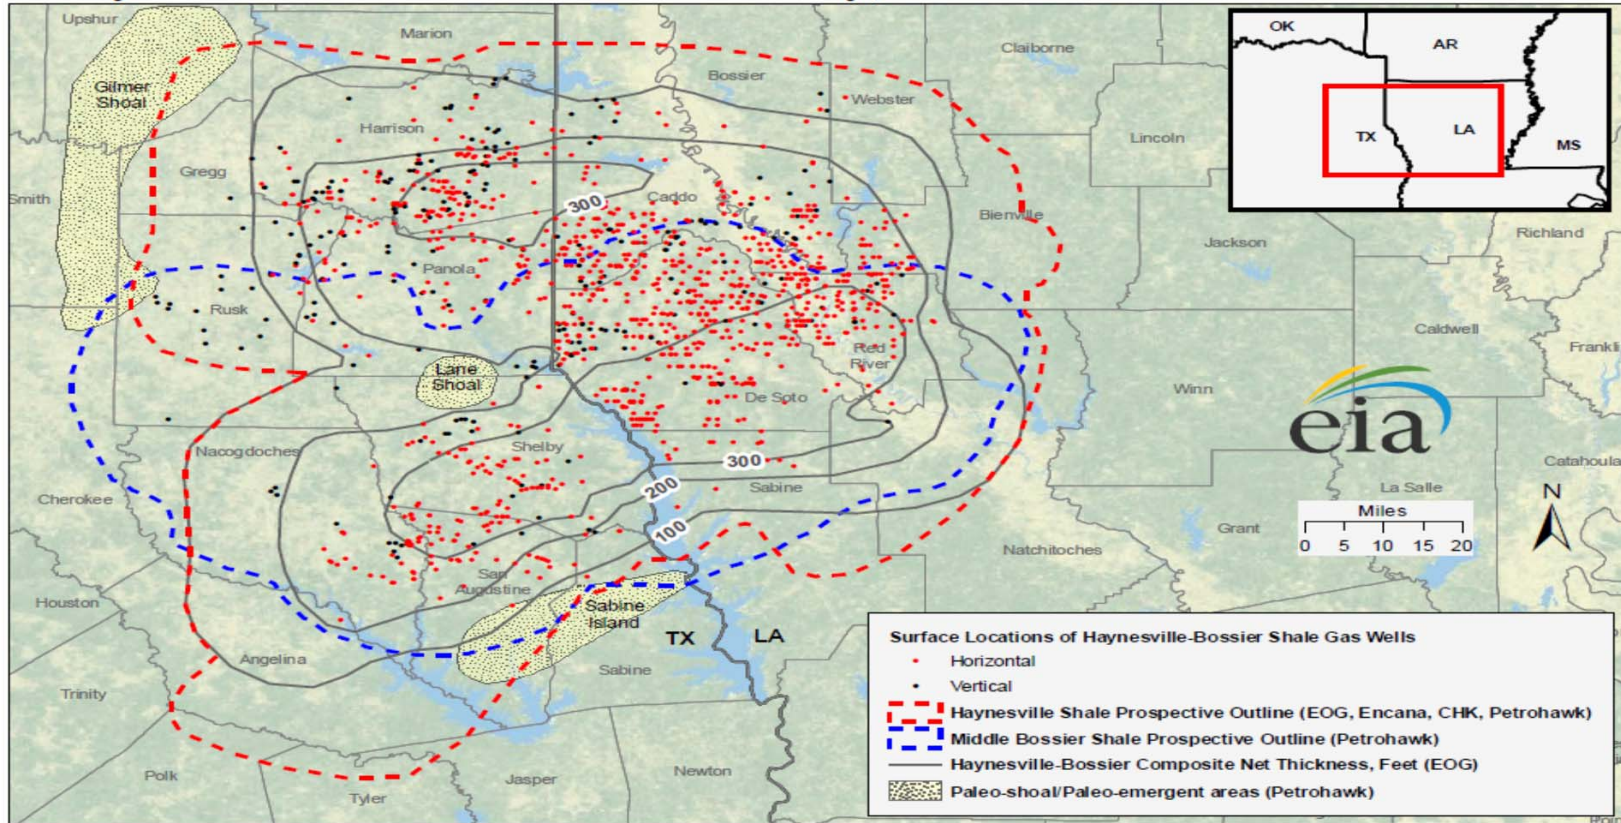 Upshur
Marion
Claiborne
Bossier
Webster
Gilmer
Shoal
Harrison
Lincoln
Gregg
Smith
Caddo
300
Bienville
Jackson
Richland
Panola
Rusk
Caldwell
Red
River
Lane
Shoal
De Soto
Winn
Shelby
Nacogdoches
300
Catahoula
Cherokee
200
Sabine
La Salle
100
Grant
Natchitoches
San
Augustine
Houston
Sabine
Island
TX
LA
Angelina
Sabine
Trinity
Polk
Jasper
Newton
Tyler
OK
AR
TX
LA
MS
eia
N
Miles
0 5 10 15 20
Surface Locations of Haynesville-Bossier Shale Gas Wells
Horizontal
Vertical
Haynesville Shale Prospective Outline (EOG, Encana, CHK, Petrohawk)
Middle Bossier Shale Prospective Outline (Petrohawk)
Haynesville-Bossier Composite Net Thickness, Feet (EOG)
Paleo-shoal/Paleo-emergent areas (Petrohawk)